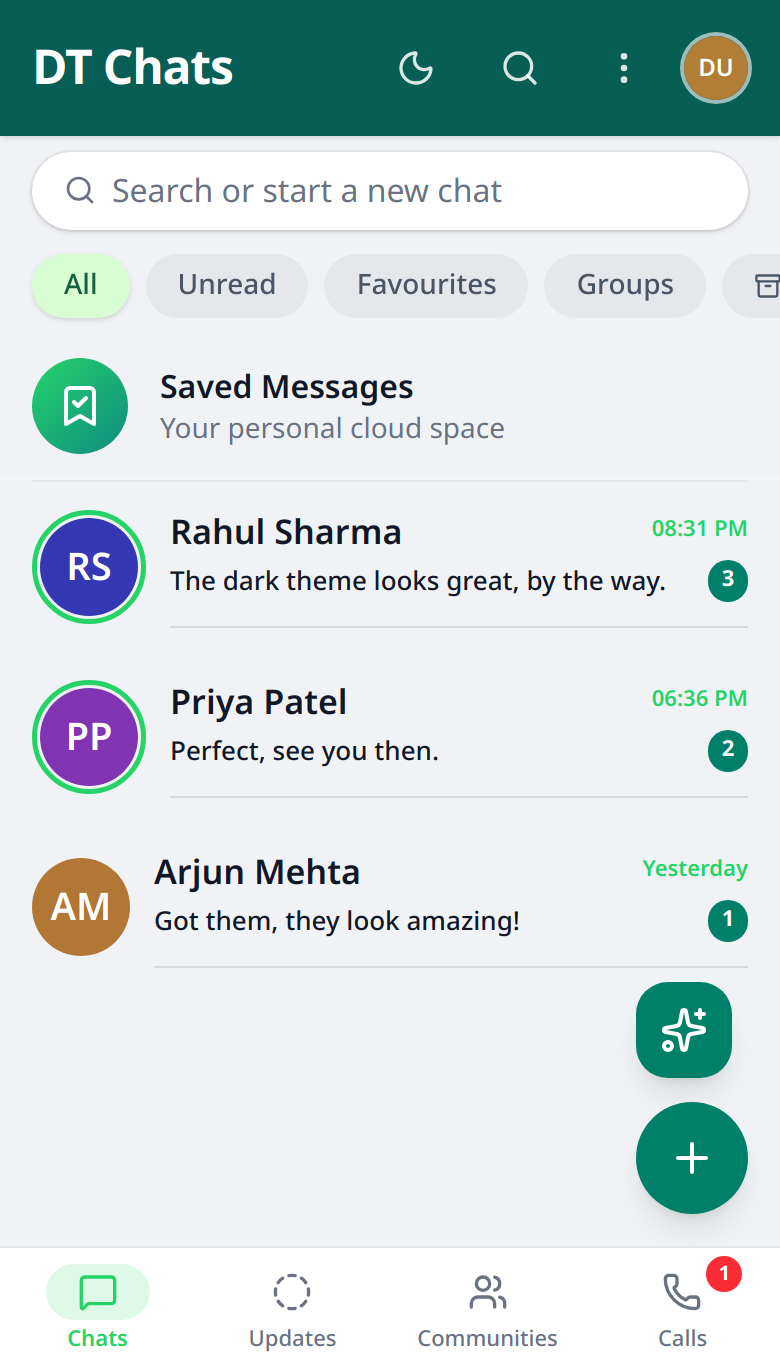 DT Chats
DU
Search or start a new chat
All
Unread
Favourites
Groups
Saved Messages
Your personal cloud space
RS
Rahul Sharma
08:31 PM
The dark theme looks great, by the way.
3
PP
Priya Patel
06:36 PM
Perfect, see you then.
2
AM
Arjun Mehta
Yesterday
Got them, they look amazing!
1
1
Chats
Updates
Communities
Calls